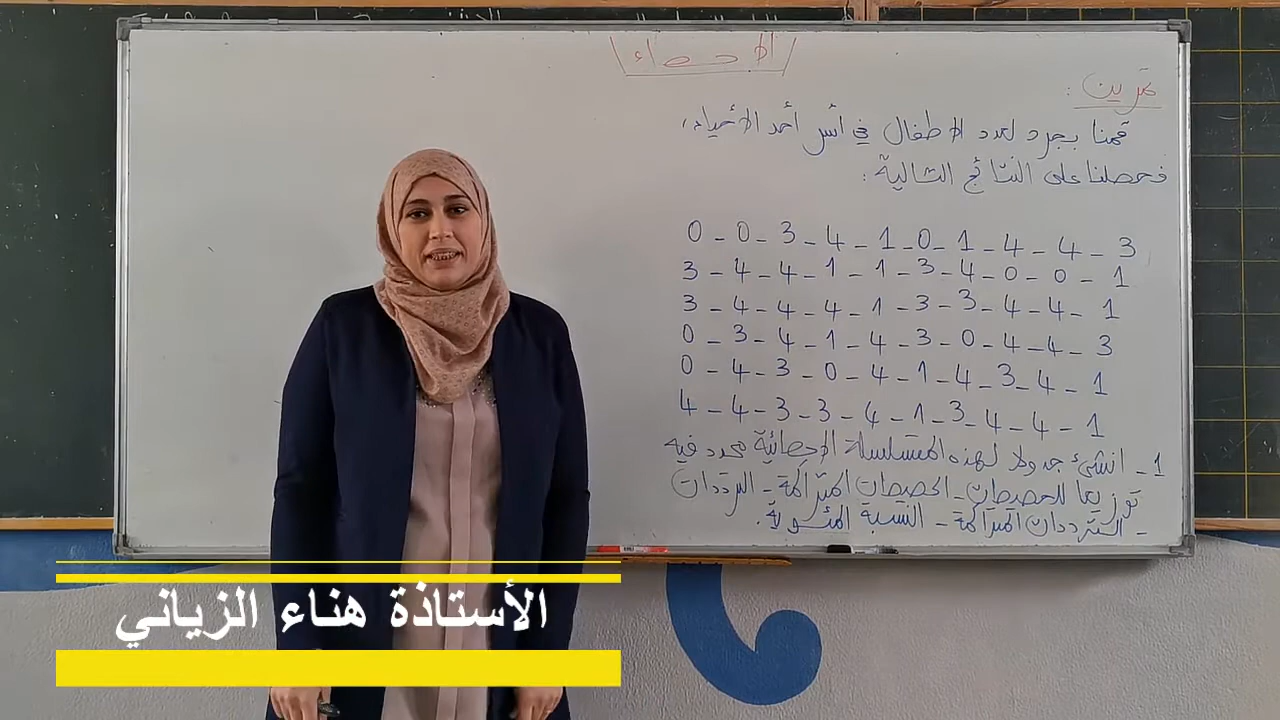 الإحصاء
تمرين :
قمنا بجرد لعدد الأطفال في أسر أحد الأحياء،
فحصلنا على النتائج التالية :
0 - 0 - 3 - 4 - 1 - 0 - 1 - 4 - 4 - 3
3 - 4 - 4 - 1 - 1 - 3 - 4 - 0 - 0 - 1
3 - 4 - 4 - 4 - 1 - 3 - 3 - 4 - 4 - 1
0 - 3 - 4 - 1 - 4 - 3 - 0 - 4 - 4 - 3
0 - 4 - 3 - 0 - 4 - 1 - 4 - 3 - 4 - 1
4 - 4 - 3 - 3 - 4 - 1 - 3 - 4 - 4 - 1
1 - انشئ جدولا لهذه المتسلسلة الإحصائية محدد فيه
توزيعا للحصيصات - الحصيصات المتراكمة - الترددات
- الترددات المتراكمة - النسبة المئوية.
الأستاذة هناء الزياني